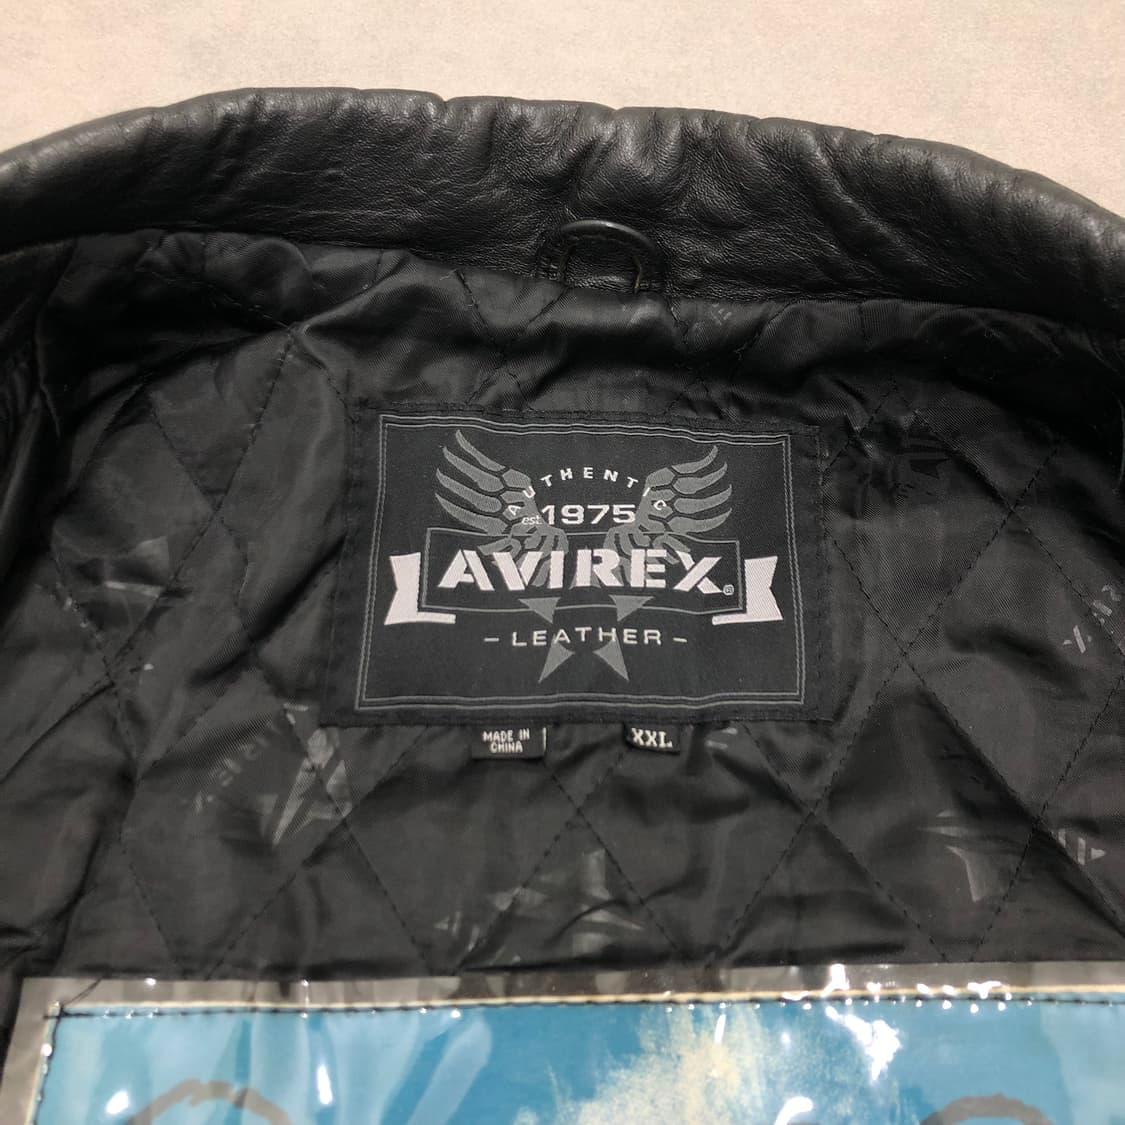 AUTHENTIC
est. 1975
AVIREX®
- LEATHER -
MADE IN
CHINA
XXL